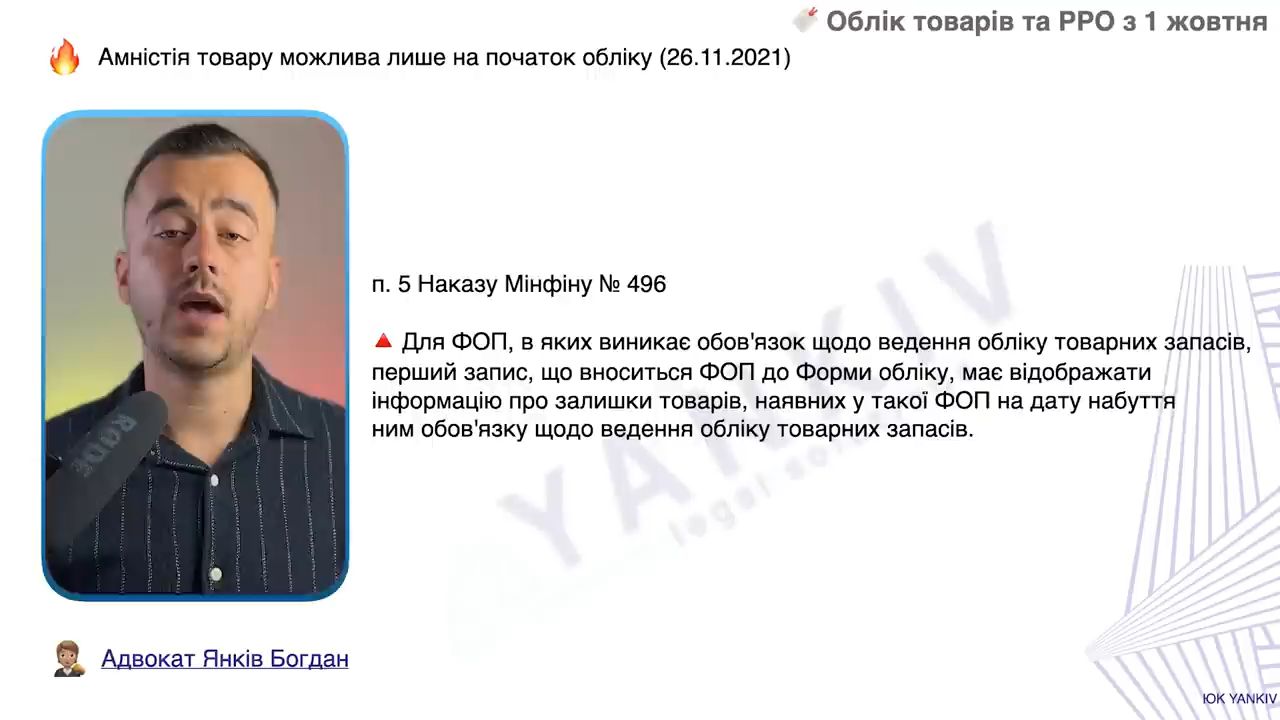 Облік товарів та РРО з 1 жовтня
Амністія товару можлива лише на початок обліку (26.11.2021)
п. 5 Наказу Мінфіну № 496
Для ФОП, в яких виникає обов'язок щодо ведення обліку товарних запасів,
перший запис, що вноситься ФОП до Форми обліку, має відображати
інформацію про залишки товарів, наявних у такої ФОП на дату набуття
ним обов'язку щодо ведення обліку товарних запасів.
YANKIV
legal
RODE
Адвокат Янків Богдан
ЮК YANKIV